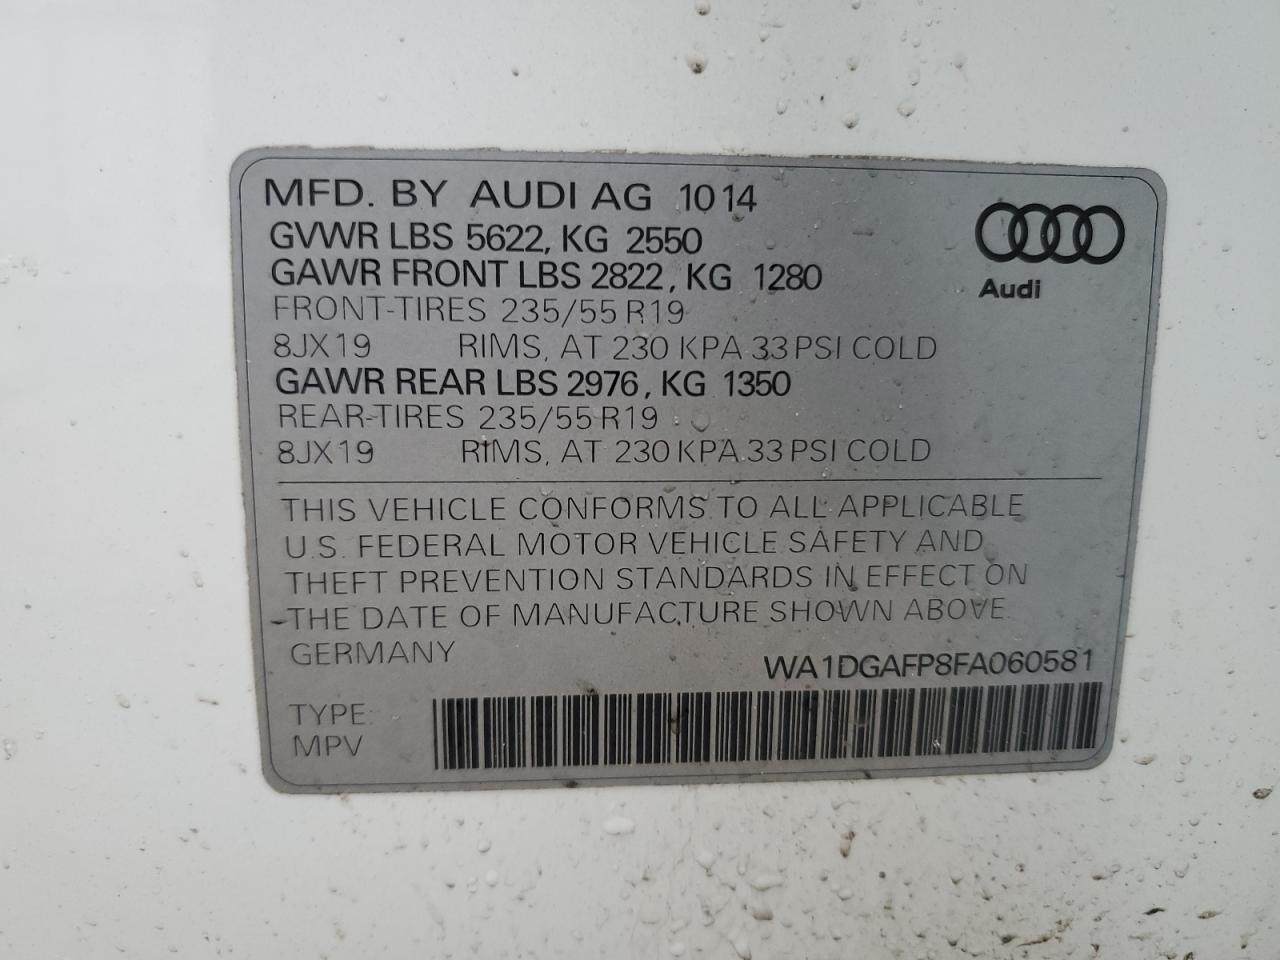 MFD. BY AUDI AG 10 14
GVWR LBS 5622, KG 2550
GAWR FRONT LBS 2822, KG 1280
FRONT-TIRES 235/55 R19
8JX19 RIMS, AT 230 KPA 33 PSI COLD
GAWR REAR LBS 2976, KG 1350
REAR-TIRES 235/55 R19
8JX19 RIMS, AT 230 KPA 33 PSI COLD
Audi
THIS VEHICLE CONFORMS TO ALL APPLICABLE
U.S. FEDERAL MOTOR VEHICLE SAFETY AND
THEFT PREVENTION STANDARDS IN EFFECT ON
THE DATE OF MANUFACTURE SHOWN ABOVE.
GERMANY
WA1DGAFP8FA060581
TYPE:
MPV